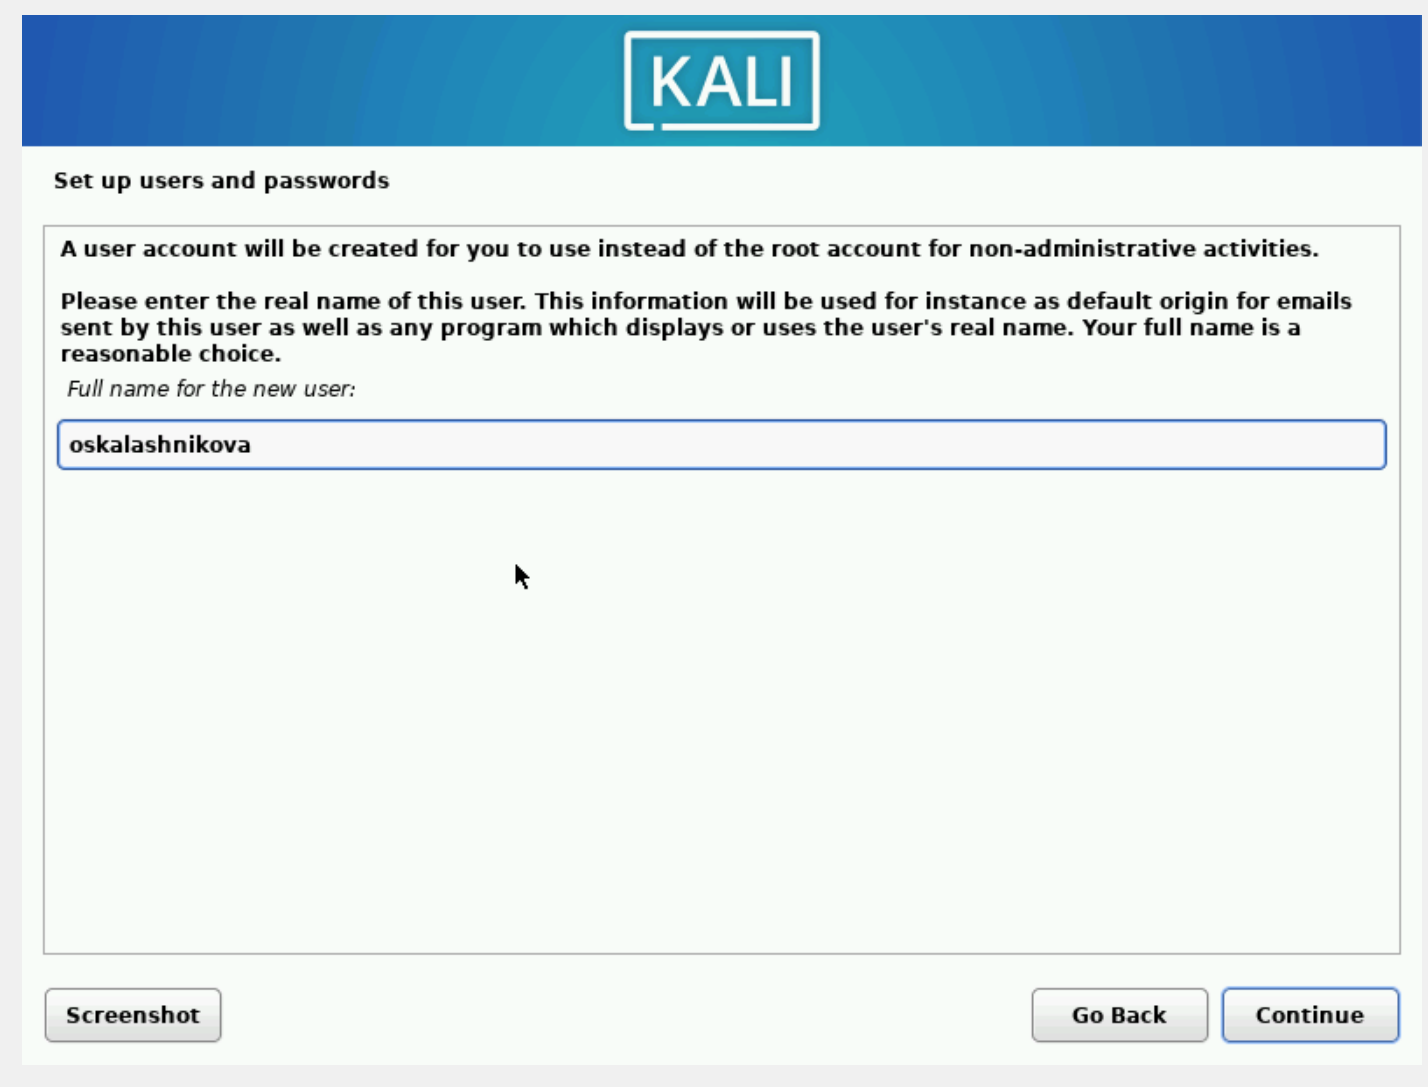 KALI
Set up users and passwords
A user account will be created for you to use instead of the root account for non-administrative activities.
Please enter the real name of this user. This information will be used for instance as default origin for emails
sent by this user as well as any program which displays or uses the user's real name. Your full name is a
reasonable choice.
Full name for the new user:
oskalashnikova
Screenshot
Go Back
Continue